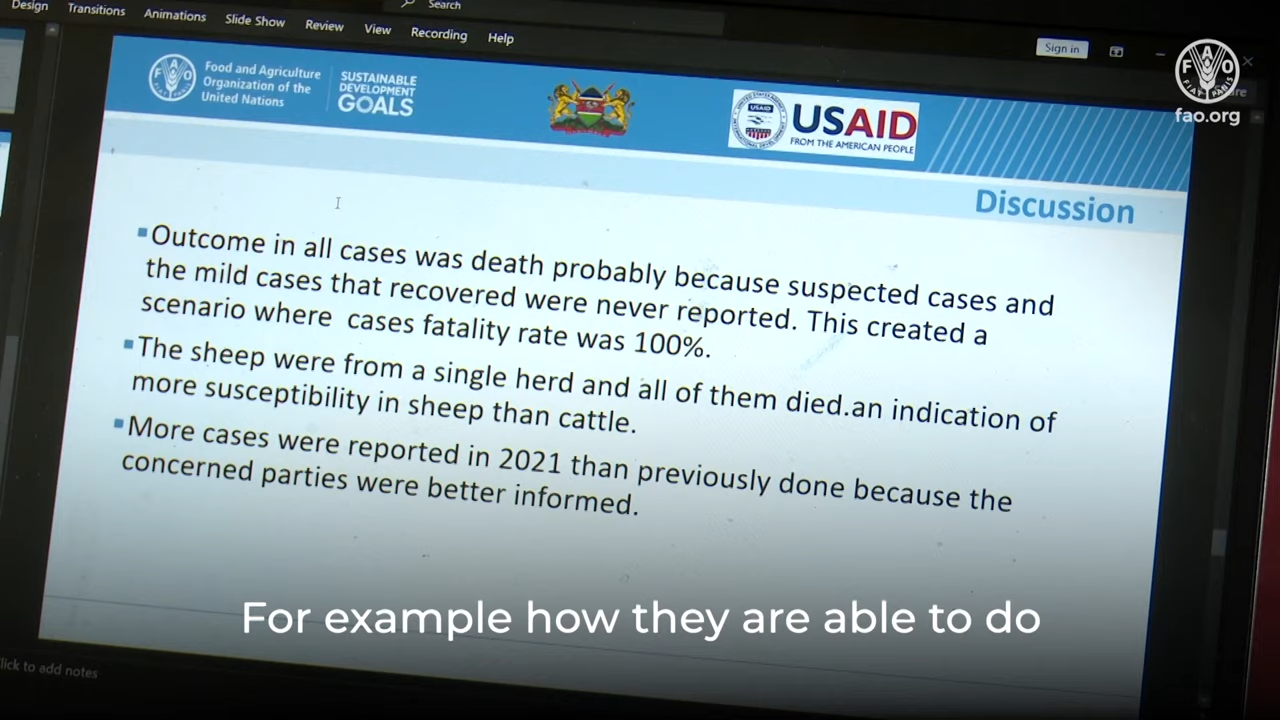 Design Transitions Animations Slide Show Review View Recording Help
Search
Sign in
FAO
FIAT PANIS
fao.org
Food and Agriculture
Organization of the
United Nations
SUSTAINABLE
DEVELOPMENT
GOALS
USAID
USAID
FROM THE AMERICAN PEOPLE
Discussion
Outcome in all cases was death probably because suspected cases and
the mild cases that recovered were never reported. This created a
scenario where cases fatality rate was 100%.
The sheep were from a single herd and all of them died.an indication of
more susceptibility in sheep than cattle.
More cases were reported in 2021 than previously done because the
concerned parties were better informed.
For example how they are able to do
lick to add notes